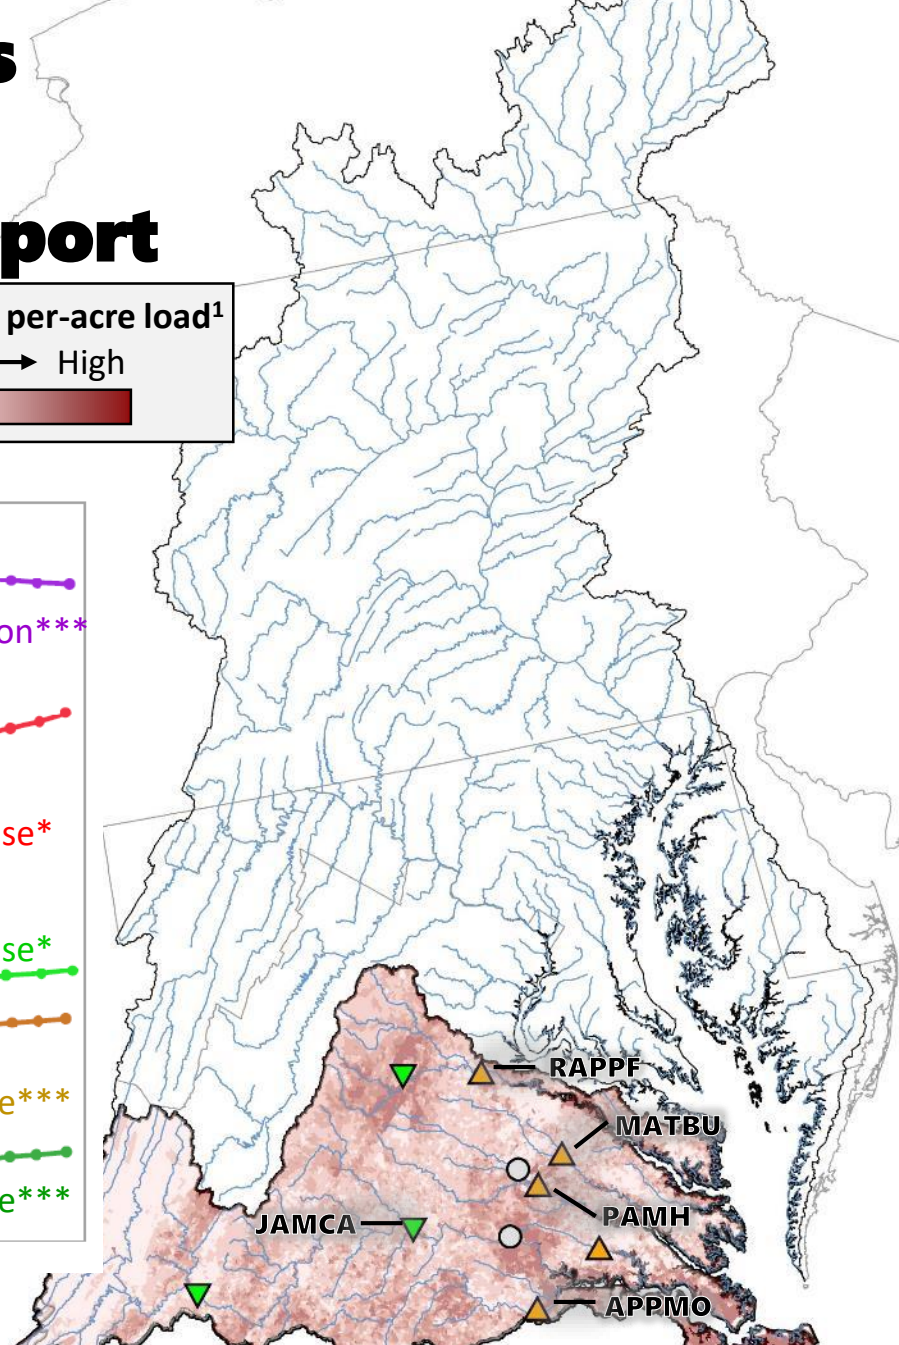 s
port
per-acre load¹
High
on***
se*
se*
e***
e***
RAPPF
MATBU
PAMH
JAMCA
APPMO